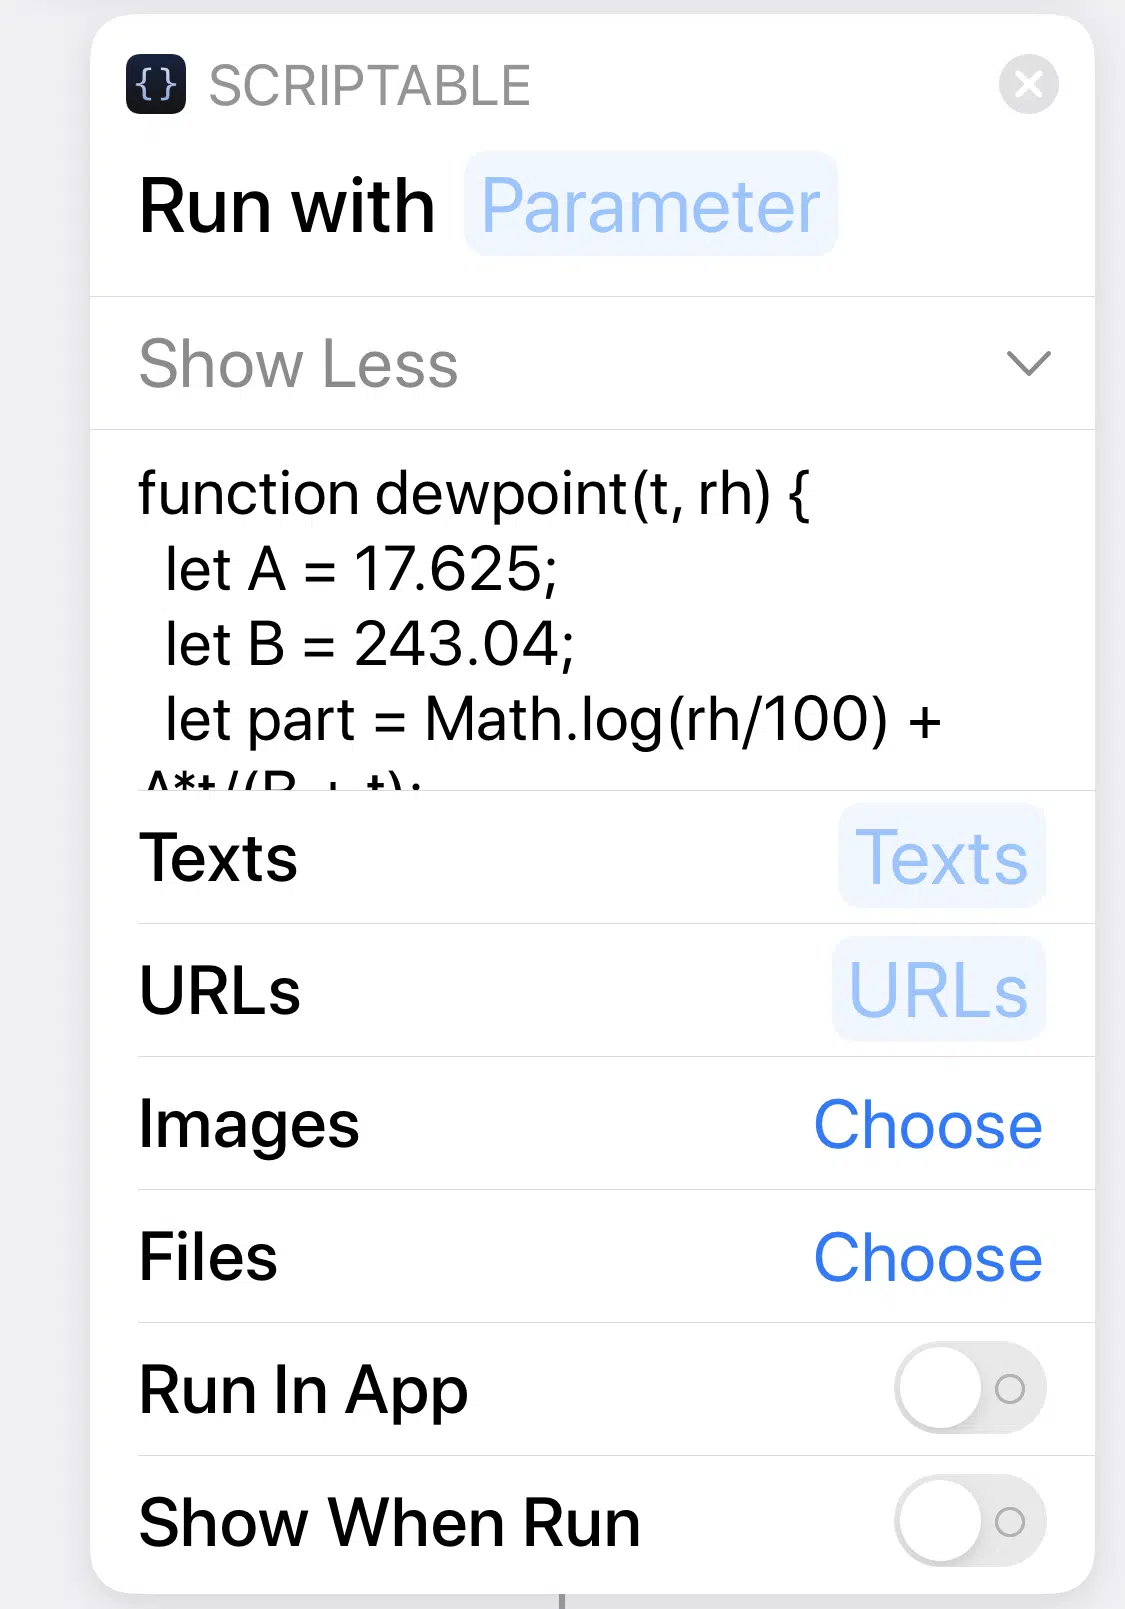 {} SCRIPTABLE
Run with Parameter
Show Less
function dewpoint(t, rh) {
let A = 17.625;
let B = 243.04;
let part = Math.log(rh/100) +
A*t/((B + t);
Texts Texts
URLs URLs
Images Choose
Files Choose
Run In App
Show When Run